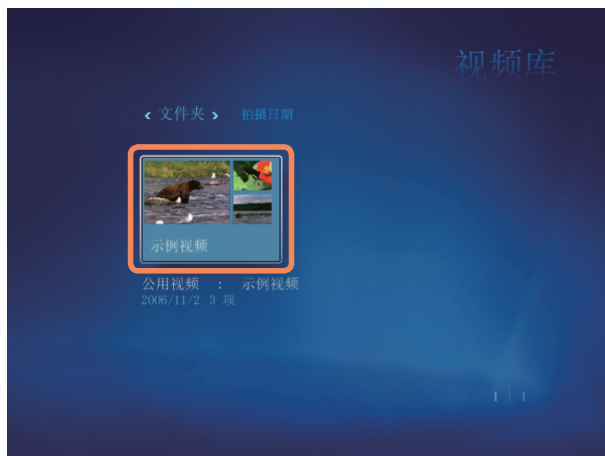 视频库
‹ 文件夹 › 拍摄日期
示例视频
公用视频 : 示例视频
2006/11/2 3 项
1 | 1